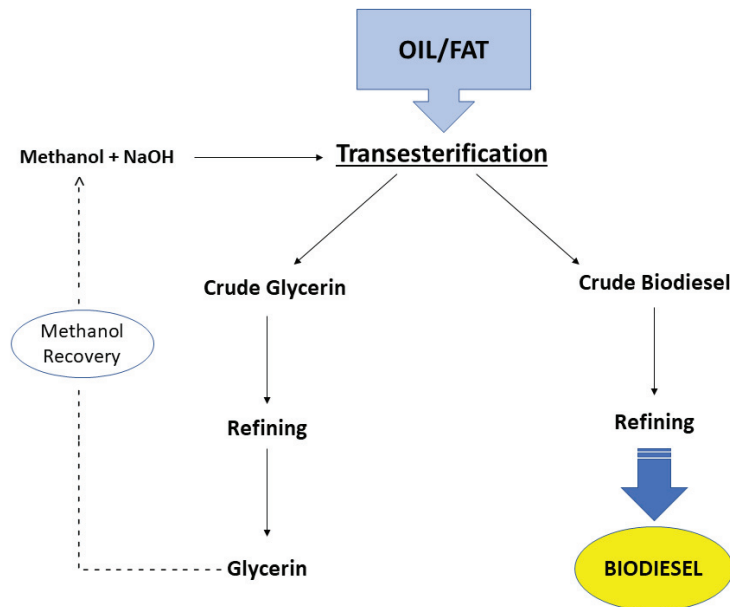 OIL/FAT
Methanol + NaOH
Transesterification
Crude Glycerin
Crude Biodiesel
Methanol
Recovery
Refining
Refining
Glycerin
BIODIESEL